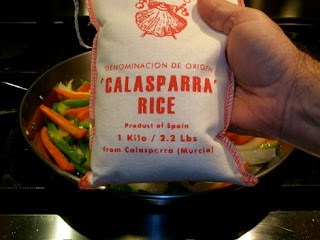 DENOMINACION DE ORIGEN
'CALASPARRA'
RICE
Product of Spain
1 Kilo / 2.2 Lbs
from Calasparra (Murcia)